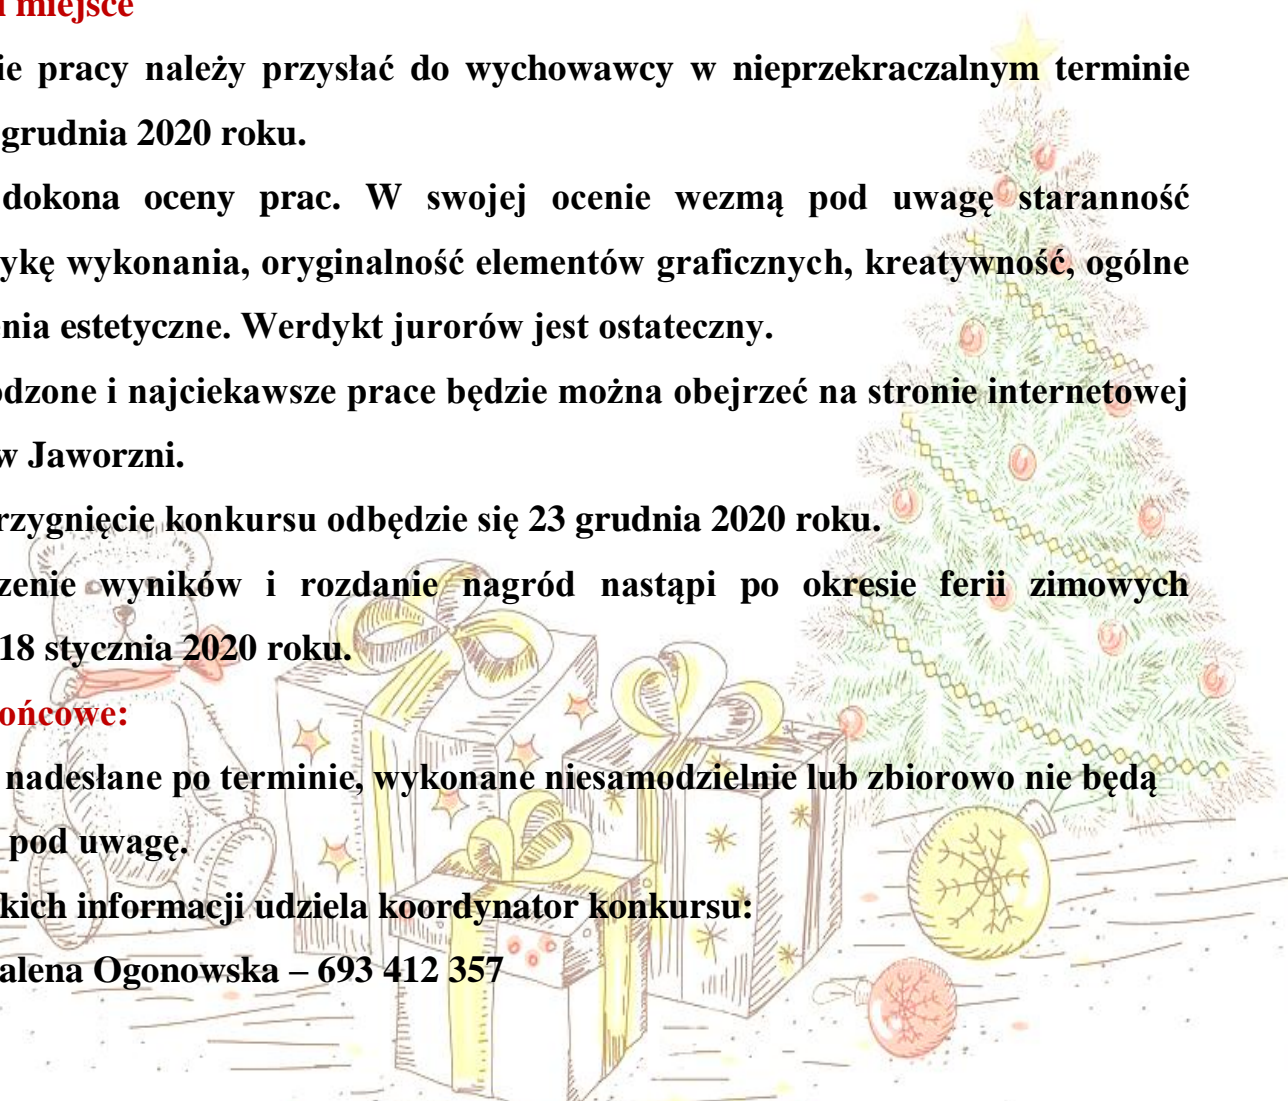 i miejsce
ie pracy należy przysłać do wychowawcy w nieprzekraczalnym terminie
grudnia 2020 roku.
dokona oceny prac. W swojej ocenie wezmą pod uwagę staranność
ykę wykonania, oryginalność elementów graficznych, kreatywność, ogólne
nia estetyczne. Werdykt jurorów jest ostateczny.
odzone i najciekawsze prace będzie można obejrzeć na stronie internetowej
w Jaworzni.
rzygnięcie konkursu odbędzie się 23 grudnia 2020 roku.
zenie wyników i rozdanie nagród nastąpi po okresie ferii zimowych
18 stycznia 2020 roku.
ońcowe:
nadesłane po terminie, wykonane niesamodzielnie lub zbiorowo nie będą
pod uwagę.
kich informacji udziela koordynator konkursu:
alena Ogonowska – 693 412 357